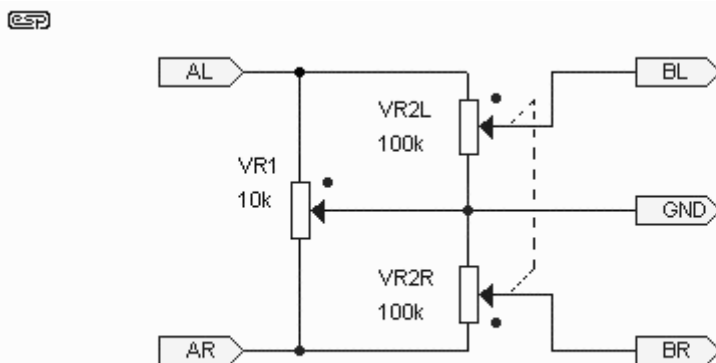 esp
AL
BL
VR2L
100k
VR1
10k
GND
VR2R
100k
AR
BR